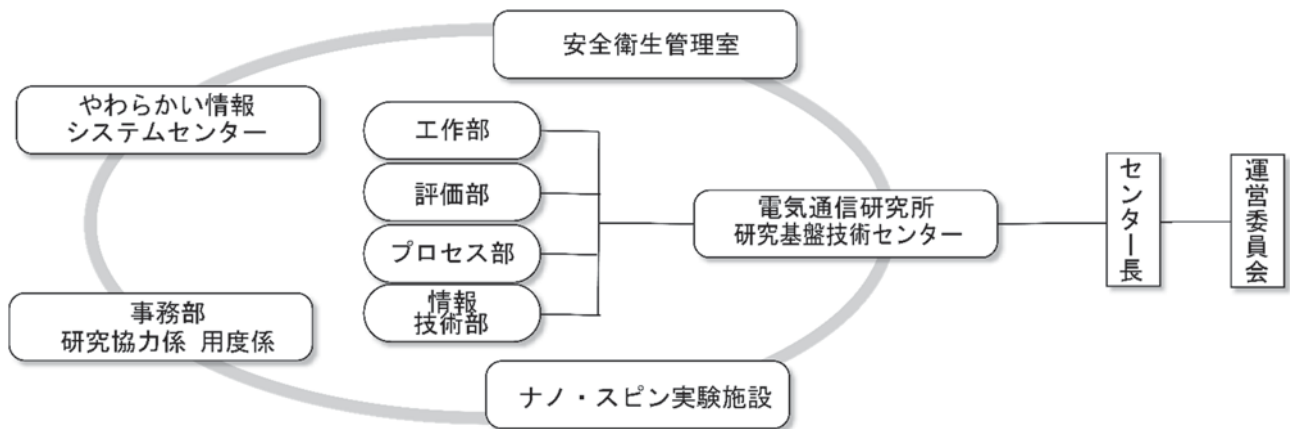 安全衛生管理室
やわらかい情報
システムセンター
工作部
評価部
プロセス部
情報
技術部
電気通信研究所
研究基盤技術センター
センター長
運営委員会
事務部
研究協力係 用度係
ナノ・スピン実験施設